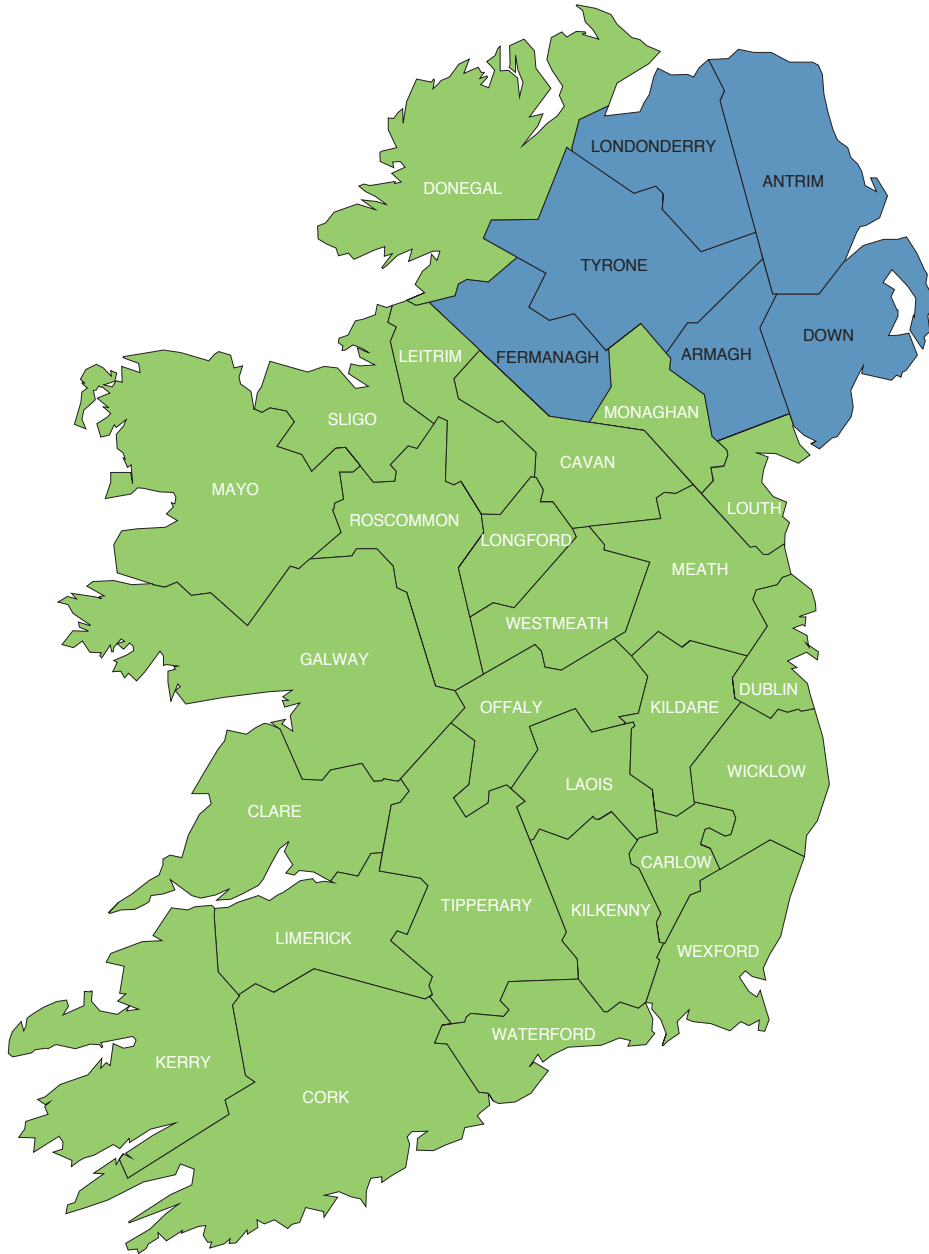 LONDONDERRY
ANTRIM
DONEGAL
TYRONE
DOWN
ARMAGH
FERMANAGH
LEITRIM
MONAGHAN
SLIGO
CAVAN
MAYO
LOUTH
ROSCOMMON
LONGFORD
MEATH
WESTMEATH
GALWAY
DUBLIN
OFFALY
KILDARE
WICKLOW
LAOIS
CLARE
CARLOW
TIPPERARY
KILKENNY
LIMERICK
WEXFORD
WATERFORD
KERRY
CORK